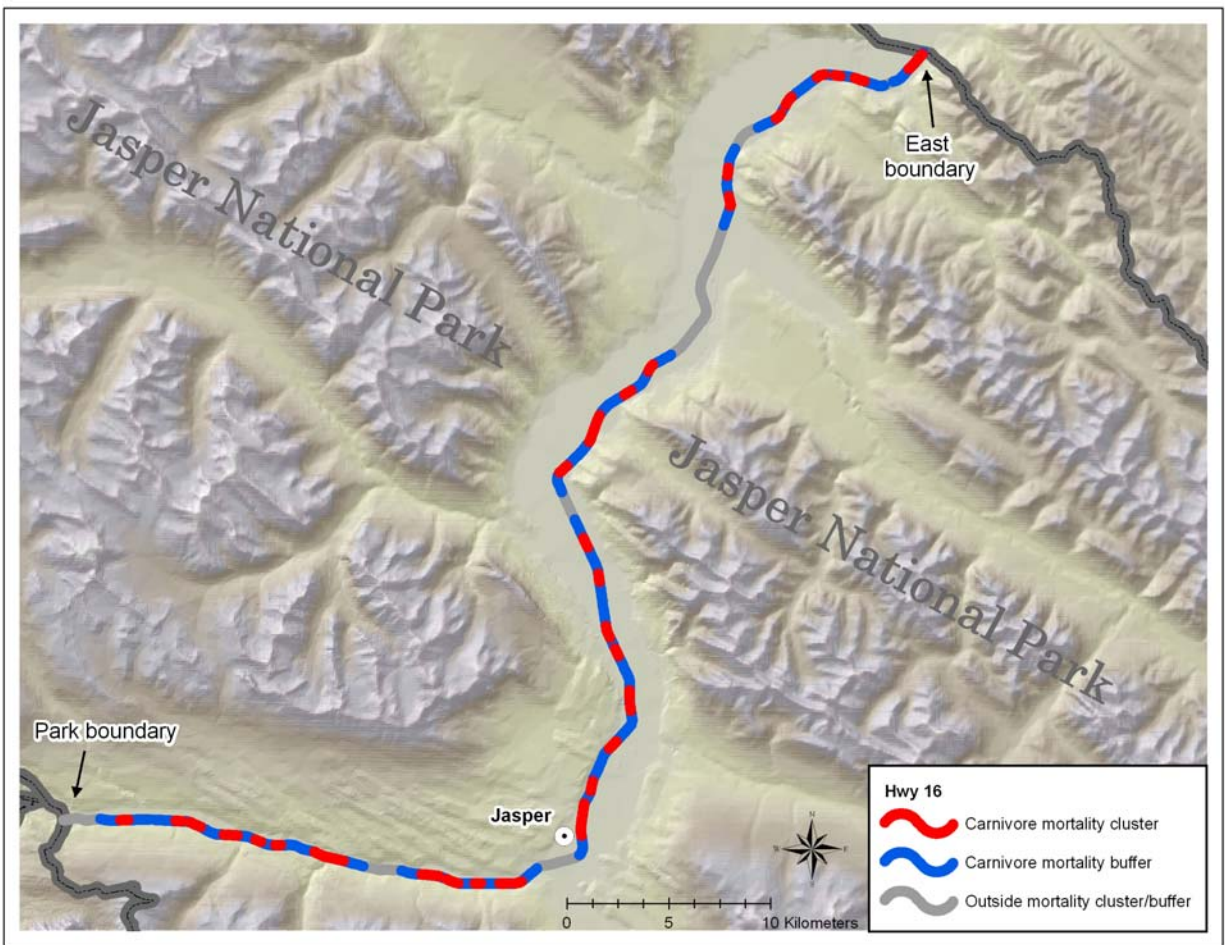 Jasper National Park
East
boundary
Jasper National Park
Park boundary
Jasper
Hwy 16
Carnivore mortality cluster
Carnivore mortality buffer
Outside mortality cluster/buffer
N
E
0 5 10 Kilometers